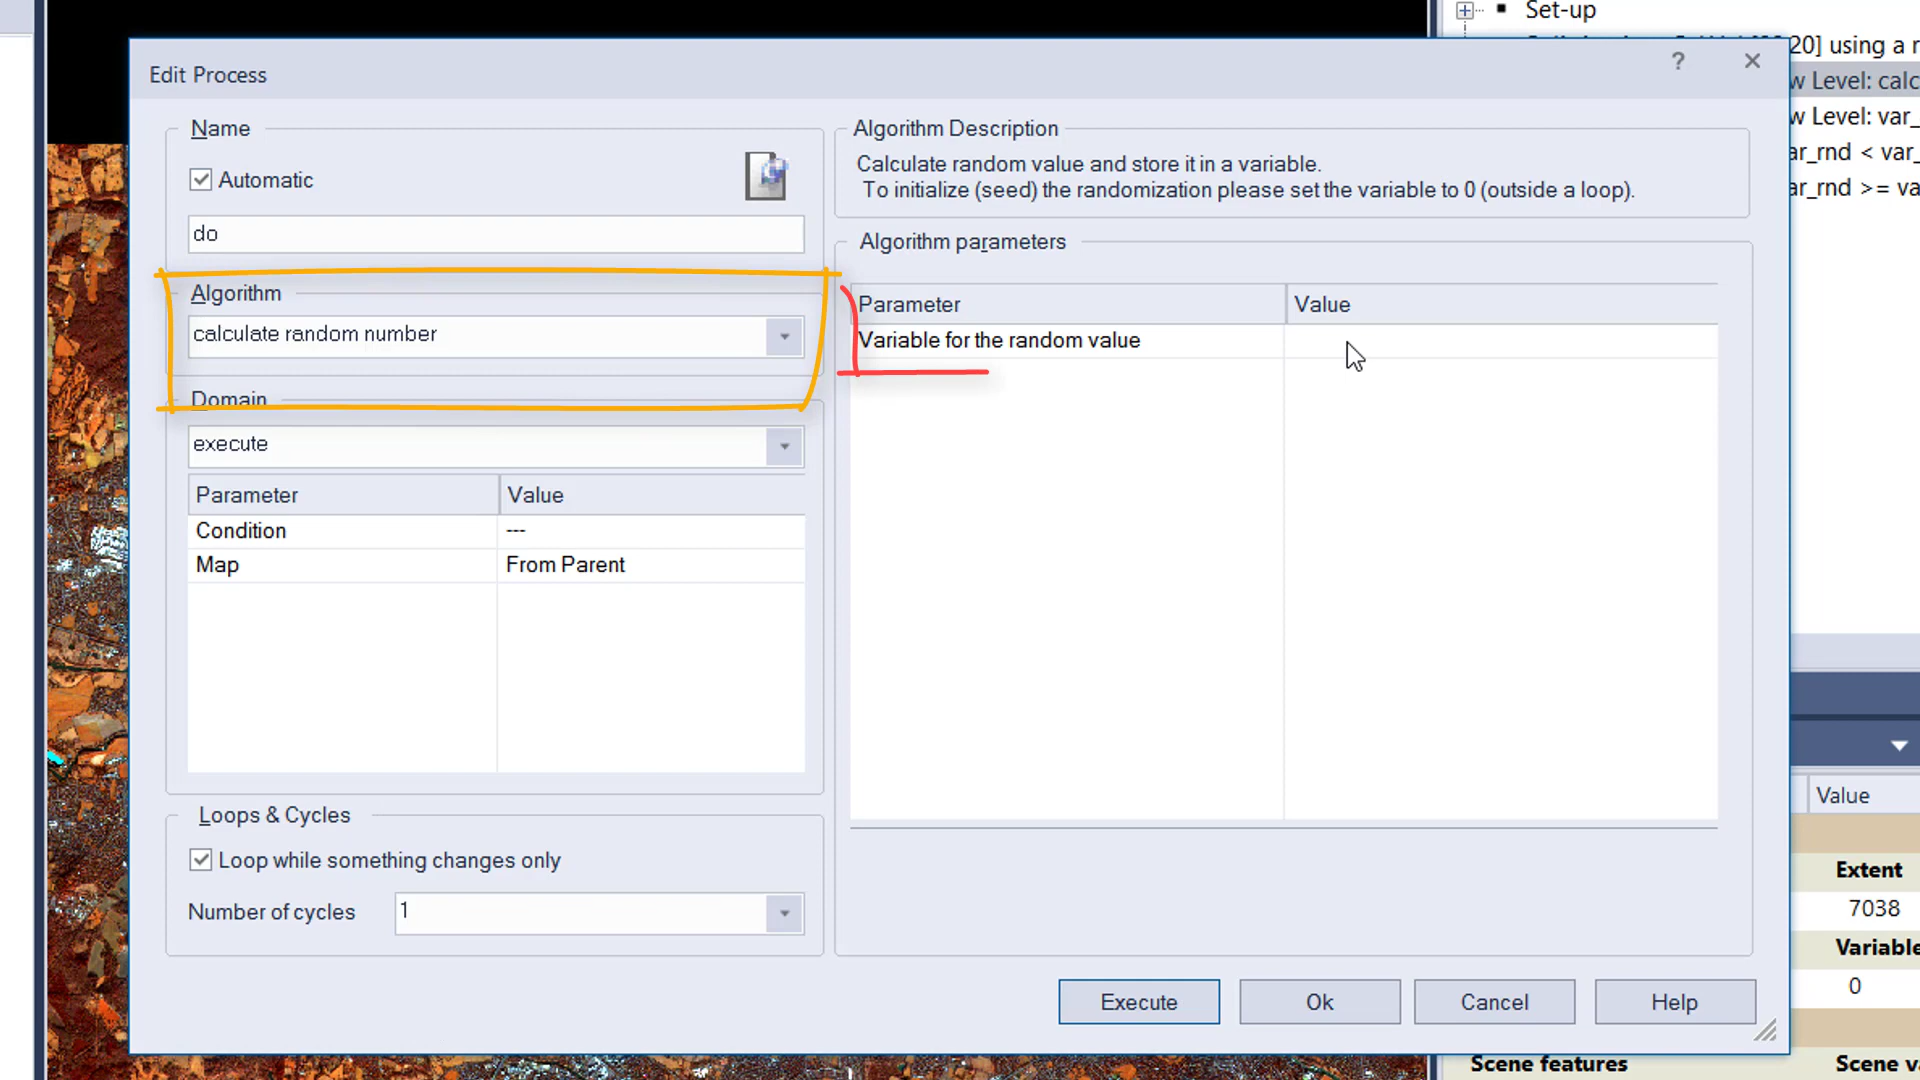 Set-up
20] using a r
Edit Process
?
w Level: calc
Name
Algorithm Description
w Level: var_
Calculate random value and store it in a variable.
ar_rnd < var_
Automatic
To initialize (seed) the randomization please set the variable to 0 (outside a loop).
ar_rnd >= va
do
Algorithm parameters
Algorithm
Parameter Value
calculate random number
Variable for the random value
Domain
execute
Parameter Value
Condition ---
Map From Parent
Value
Loops & Cycles
Loop while something changes only
Extent
Number of cycles 1
7038
Variable
0
Execute Ok Cancel Help
Scene features Scene va